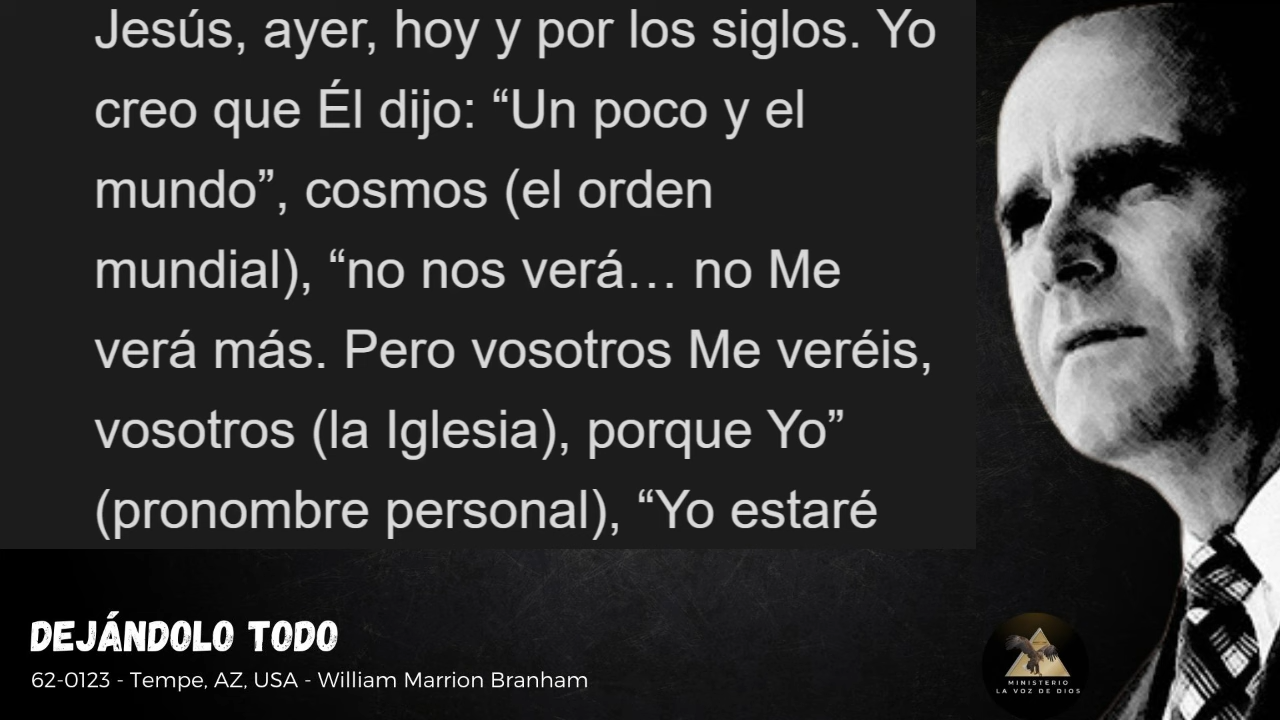 Jesús, ayer, hoy y por los siglos. Yo
creo que Él dijo: “Un poco y el
mundo”, cosmos (el orden
mundial), “no nos verá… no Me
verá más. Pero vosotros Me veréis,
vosotros (la Iglesia), porque Yo”
(pronombre personal), “Yo estaré
DEJÁNDOLO TODO
62-0123 - Tempe, AZ, USA - William Marrion Branham
MINISTERIO
LA VOZ DE DIOS